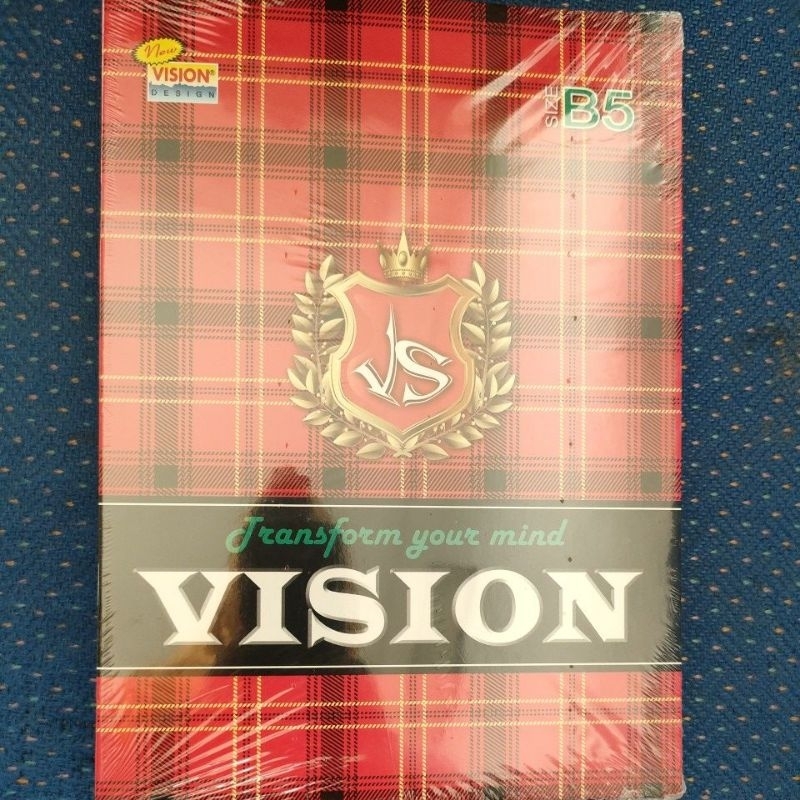 New
VISION®
DESIGN
SIZE B5
VS
Transform your mind
VISION